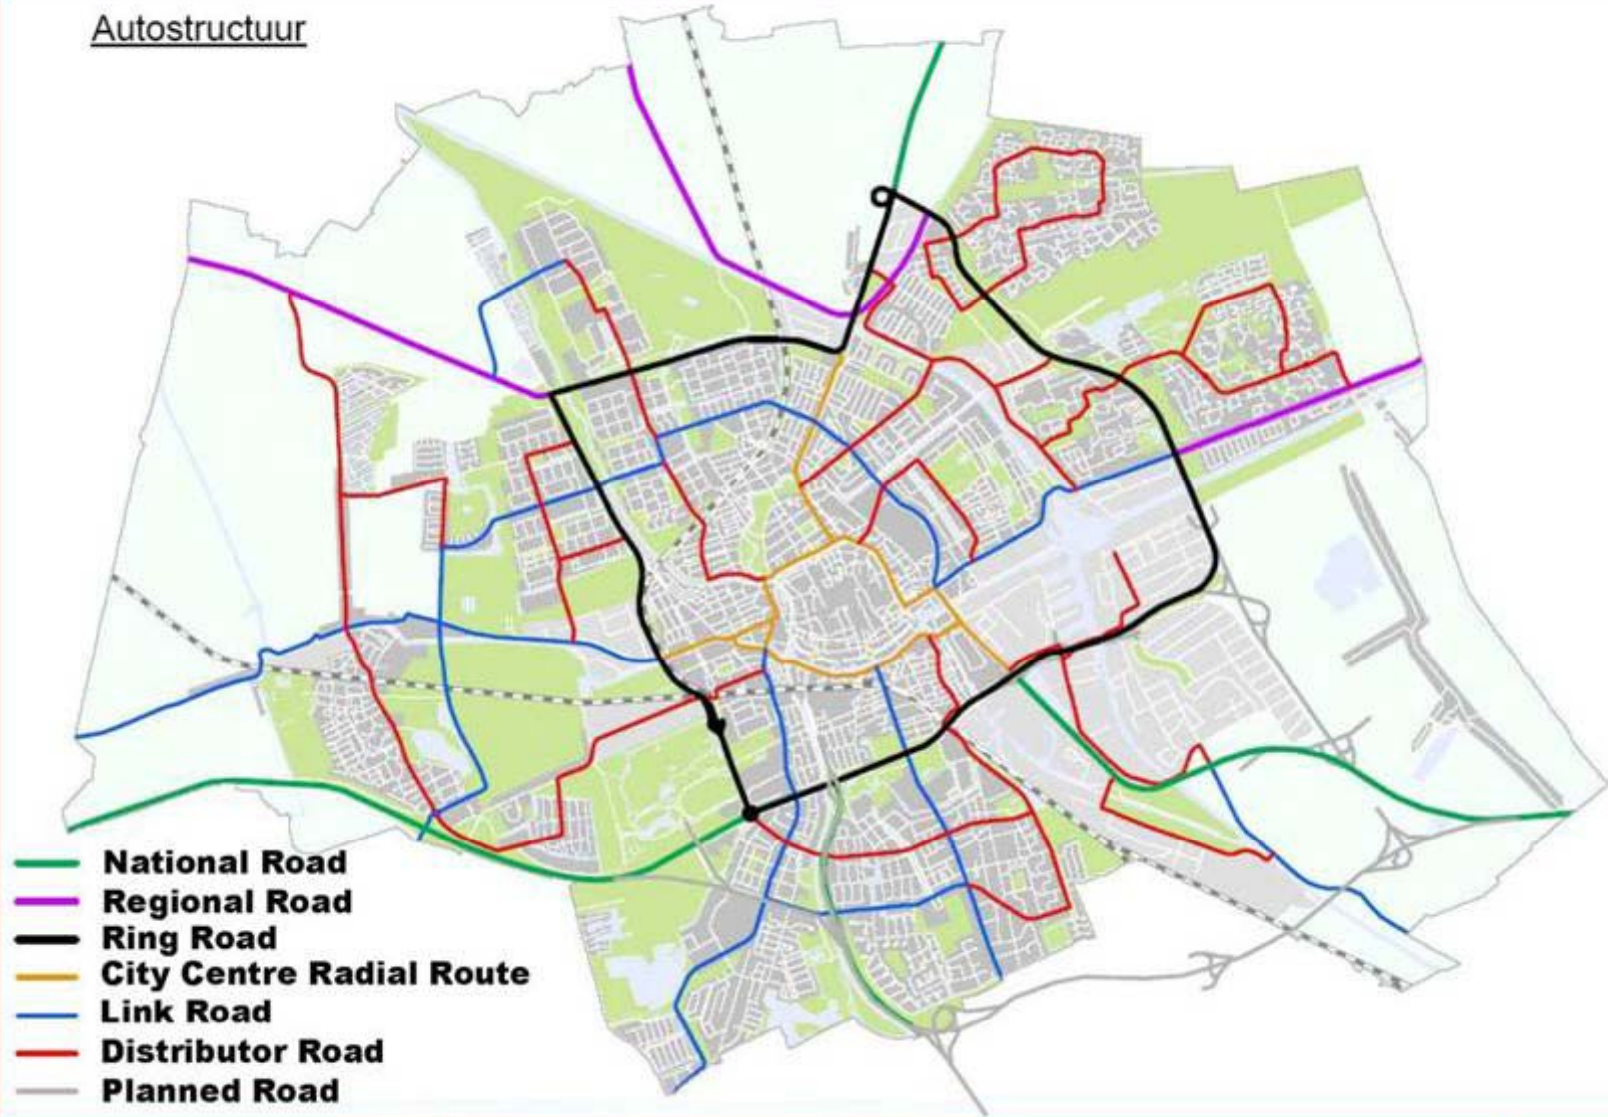 Autostructuur
National Road
Regional Road
Ring Road
City Centre Radial Route
Link Road
Distributor Road
Planned Road